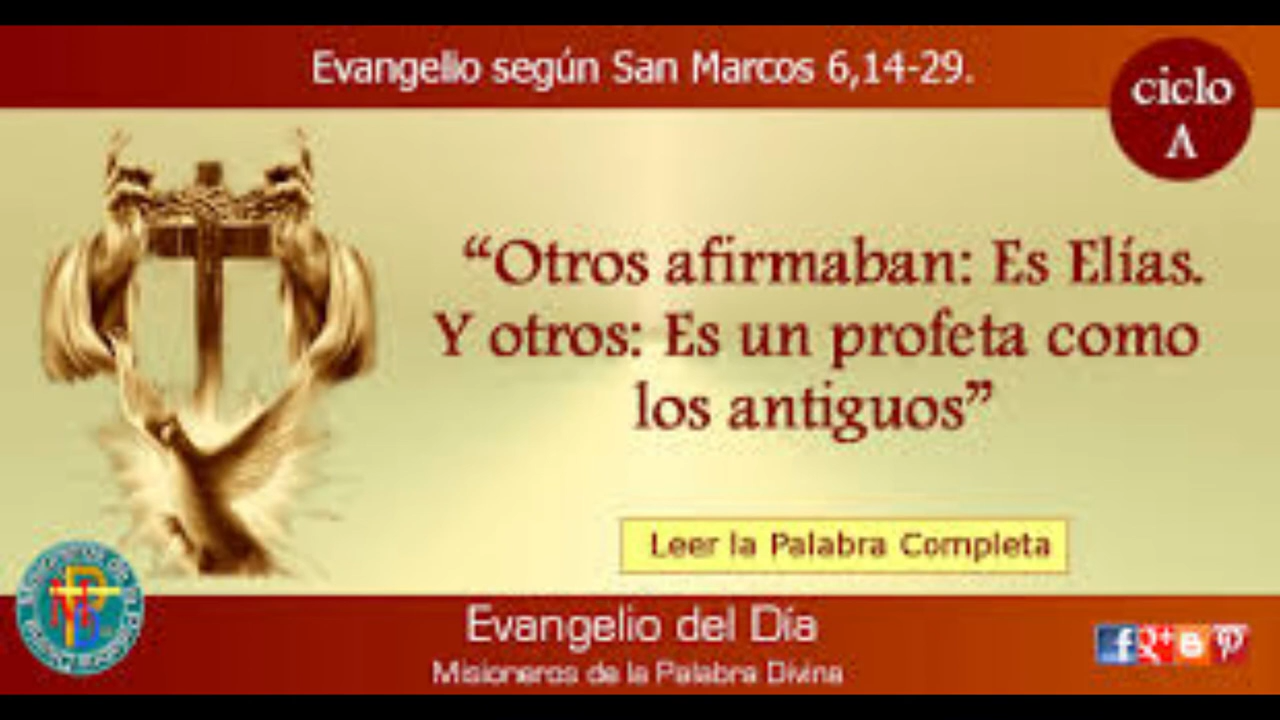 Evangelio según San Marcos 6,14-29.
ciclo
A
“Otros afirmaban: Es Elías.
Y otros: Es un profeta como
los antiguos”
Leer la Palabra Completa
Evangelio del Día
Misioneros de la Palabra Divina